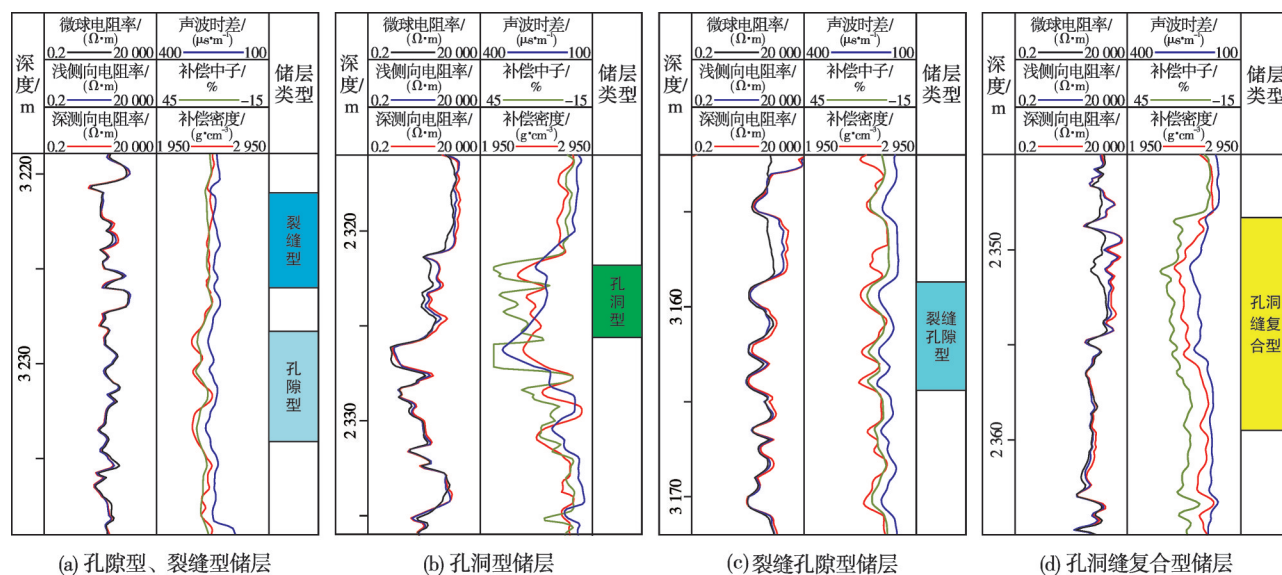 深度/m
微球电阻率/(Ω·m)
0.2 20 000
浅侧向电阻率/(Ω·m)
0.2 20 000
深测向电阻率/(Ω·m)
0.2 20 000
声波时差/(μs·m⁻¹)
400 100
补偿中子/%
45 −15
补偿密度/(g·cm⁻³)
1 950 2 950
储层类型
3 220
3 230
裂缝型
孔隙型
(a) 孔隙型、裂缝型储层
深度/m
微球电阻率/(Ω·m)
0.2 20 000
浅侧向电阻率/(Ω·m)
0.2 20 000
深测向电阻率/(Ω·m)
0.2 20 000
声波时差/(μs·m⁻¹)
400 100
补偿中子/%
45 −15
补偿密度/(g·cm⁻³)
1 950 2 950
储层类型
2 320
2 330
孔洞型
(b) 孔洞型储层
深度/m
微球电阻率/(Ω·m)
0.2 20 000
浅侧向电阻率/(Ω·m)
0.2 20 000
深测向电阻率/(Ω·m)
0.2 20 000
声波时差/(μs·m⁻¹)
400 100
补偿中子/%
45 −15
补偿密度/(g·cm⁻³)
1 950 2 950
储层类型
3 160
3 170
裂缝
孔隙型
(c) 裂缝孔隙型储层
深度/m
微球电阻率/(Ω·m)
0.2 20 000
浅侧向电阻率/(Ω·m)
0.2 20 000
深测向电阻率/(Ω·m)
0.2 20 000
声波时差/(μs·m⁻¹)
400 100
补偿中子/%
45 −15
补偿密度/(g·cm⁻³)
1 950 2 950
储层类型
2 350
2 360
孔洞
缝复
合型
(d) 孔洞缝复合型储层